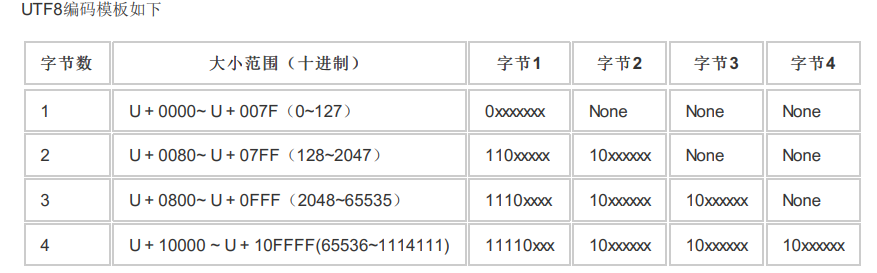 UTF8编码模板如下
字节数 大小范围（十进制） 字节1 字节2 字节3 字节4
1 U + 0000~ U + 007F（0~127） 0xxxxxxx None None None
2 U + 0080~ U + 07FF（128~2047） 110xxxxx 10xxxxxx None None
3 U + 0800~ U + 0FFF（2048~65535） 1110xxxx 10xxxxxx 10xxxxxx None
4 U + 10000 ~ U + 10FFFF(65536~1114111) 11110xxx 10xxxxxx 10xxxxxx 10xxxxxx